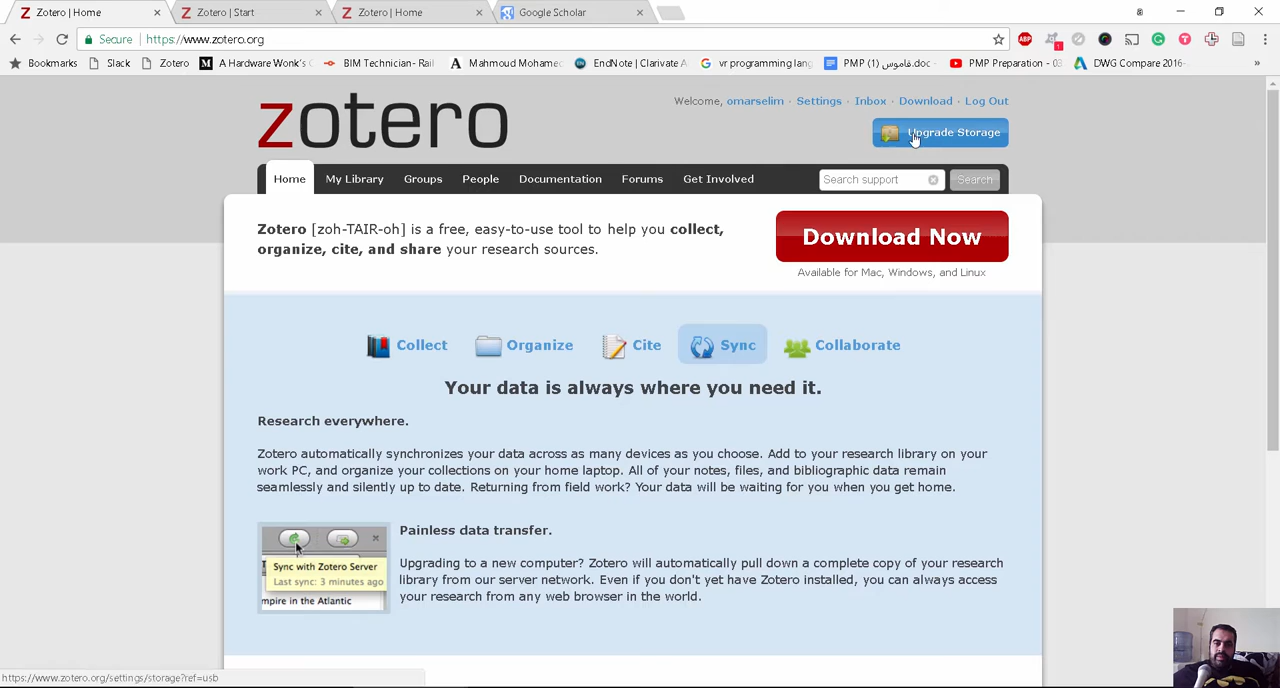 Zotero | Home
Zotero | Start
Zotero | Home
Google Scholar
Secure
https://www.zotero.org
ABP
1
Bookmarks
Slack
Zotero
A Hardware Wonk's
BIM Technician - Rail
Mahmoud Mohame
EndNote | Clarivate A
vr programming lang
PMP (1) قاموس.doc
PMP Preparation - 03
DWG Compare 2016-
zotero
Welcome, omarselim · Settings · Inbox · Download · Log Out
Upgrade Storage
Home
My Library
Groups
People
Documentation
Forums
Get Involved
Search support
Search
Zotero [zoh-TAIR-oh] is a free, easy-to-use tool to help you collect,
organize, cite, and share your research sources.
Download Now
Available for Mac, Windows, and Linux
Collect
Organize
Cite
Sync
Collaborate
Your data is always where you need it.
Research everywhere.
Zotero automatically synchronizes your data across as many devices as you choose. Add to your research library on your
work PC, and organize your collections on your home laptop. All of your notes, files, and bibliographic data remain
seamlessly and silently up to date. Returning from field work? Your data will be waiting for you when you get home.
Sync with Zotero Server
Last sync: 3 minutes ago
mpire in the Atlantic
Painless data transfer.
Upgrading to a new computer? Zotero will automatically pull down a complete copy of your research
library from our server network. Even if you don't yet have Zotero installed, you can always access
your research from any web browser in the world.
https://www.zotero.org/settings/storage?ref=usb